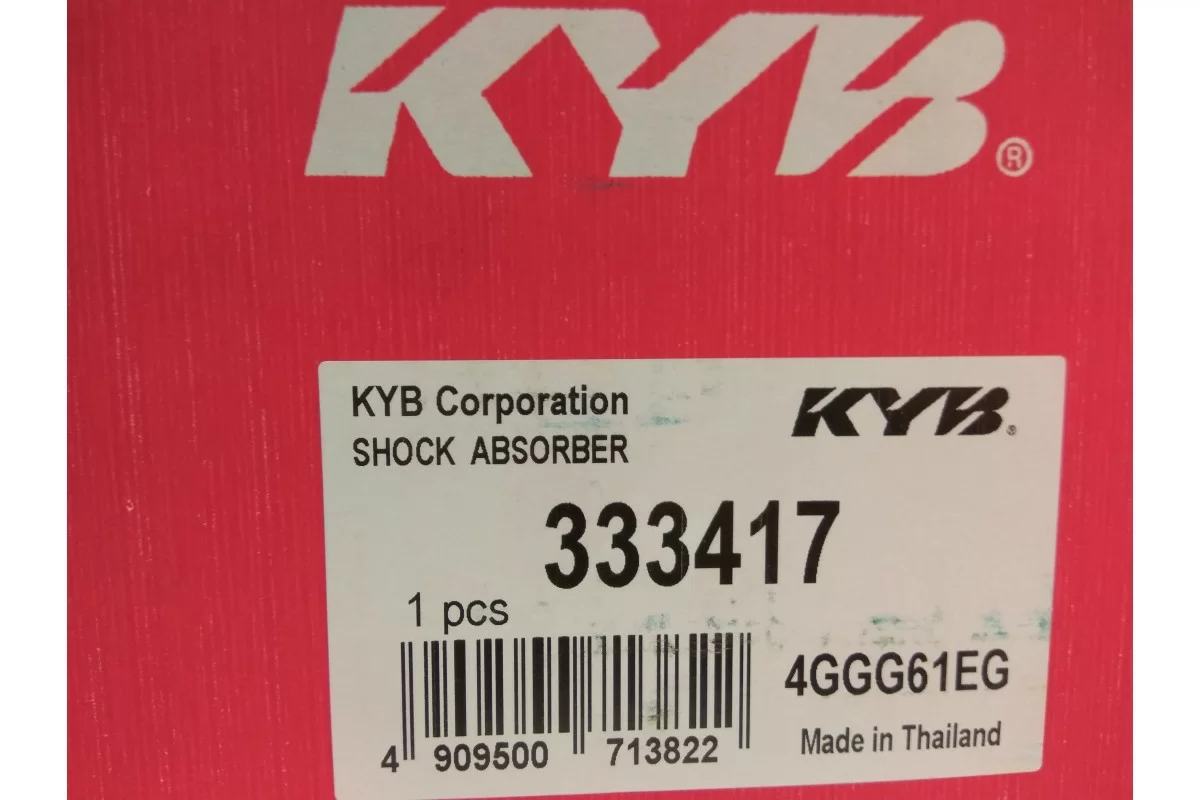 KYB®
KYB Corporation
KYB®
SHOCK ABSORBER
333417
1 pcs
4GGG61EG
4 909500 713822
Made in Thailand